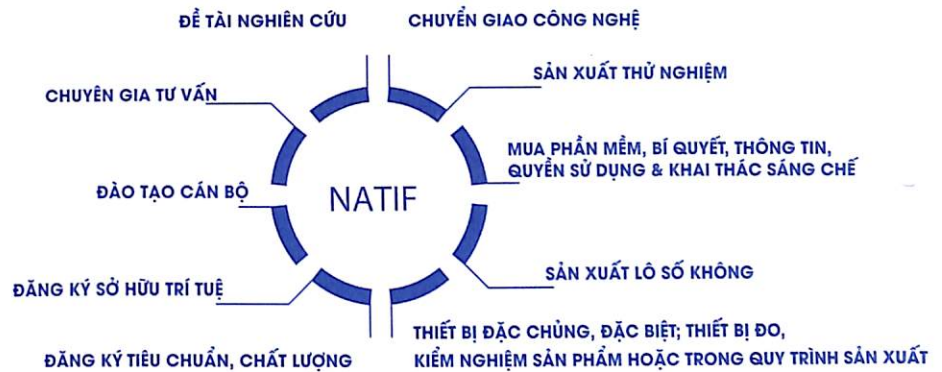 ĐỀ TÀI NGHIÊN CỨU
CHUYỂN GIAO CÔNG NGHỆ
CHUYÊN GIA TƯ VẤN
SẢN XUẤT THỬ NGHIỆM
MUA PHẦN MỀM, BÍ QUYẾT, THÔNG TIN,
QUYỀN SỬ DỤNG & KHAI THÁC SÁNG CHẾ
ĐÀO TẠO CÁN BỘ
NATIF
SẢN XUẤT LÔ SỐ KHÔNG
ĐĂNG KÝ SỞ HỮU TRÍ TUỆ
THIẾT BỊ ĐẶC CHỦNG, ĐẶC BIỆT; THIẾT BỊ ĐO,
KIỂM NGHIỆM SẢN PHẨM HOẶC TRONG QUY TRÌNH SẢN XUẤT
ĐĂNG KÝ TIÊU CHUẨN, CHẤT LƯỢNG